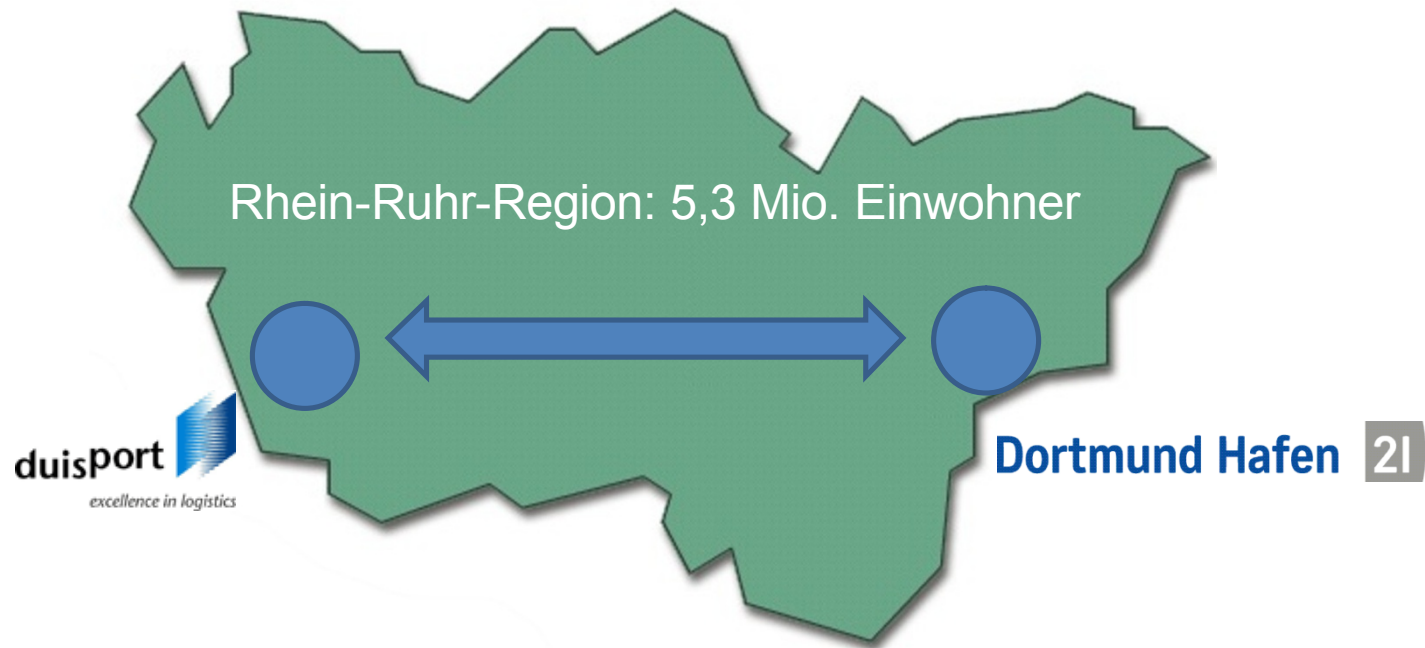 Rhein-Ruhr-Region: 5,3 Mio. Einwohner
duisport
excellence in logistics
Dortmund Hafen 21